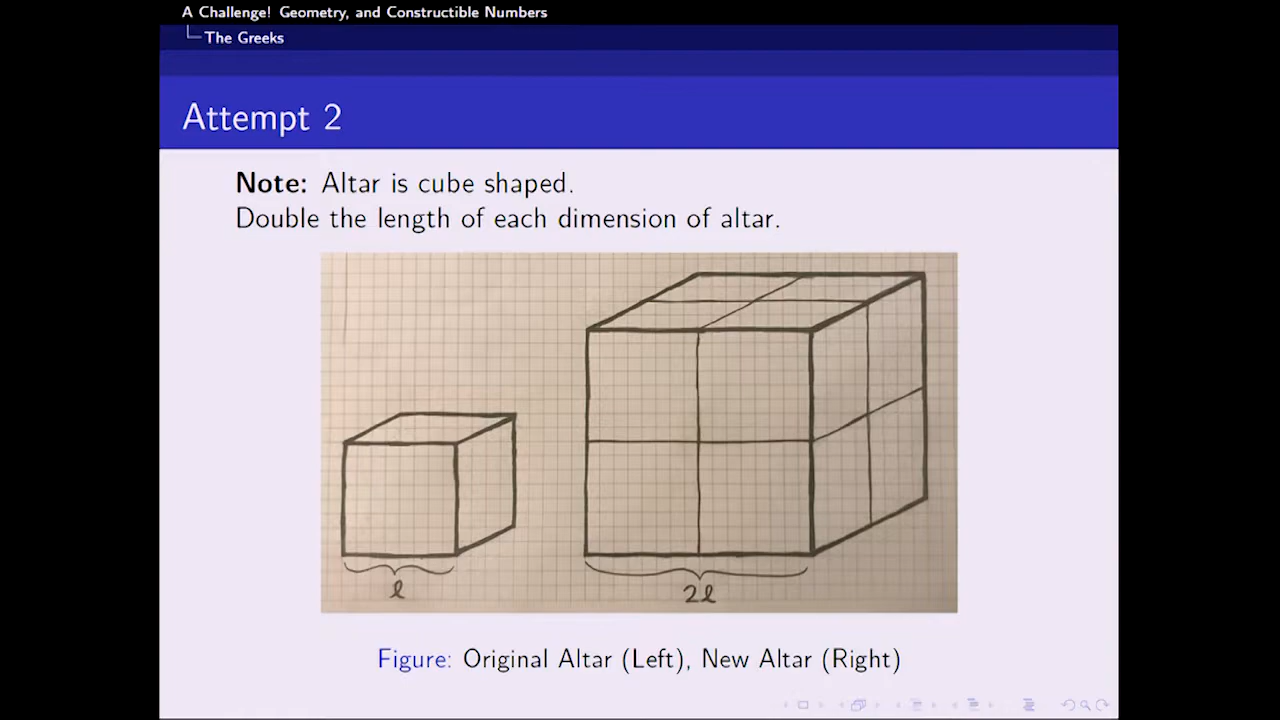 A Challenge! Geometry, and Constructible Numbers
The Greeks
Attempt 2
Note: Altar is cube shaped.
Double the length of each dimension of altar.
ℓ
2ℓ
Figure: Original Altar (Left), New Altar (Right)